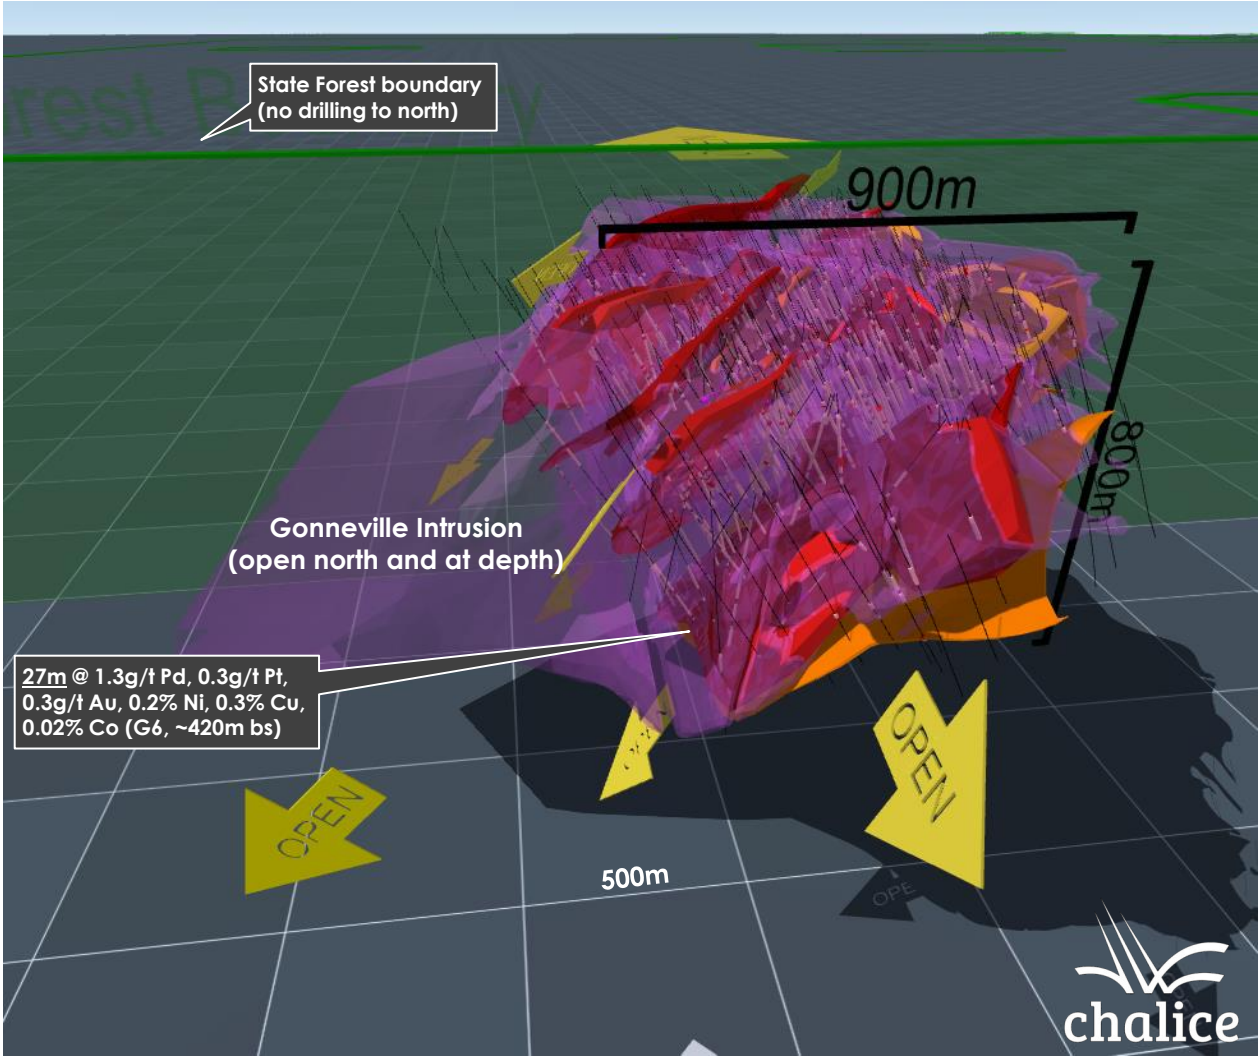 State Forest boundary
(no drilling to north)
rest B y
900m
800m
Gonneville Intrusion
(open north and at depth)
27m @ 1.3g/t Pd, 0.3g/t Pt,
0.3g/t Au, 0.2% Ni, 0.3% Cu,
0.02% Co (G6, ~420m bs)
OPEN
OPEN
500m
OPE
chalice